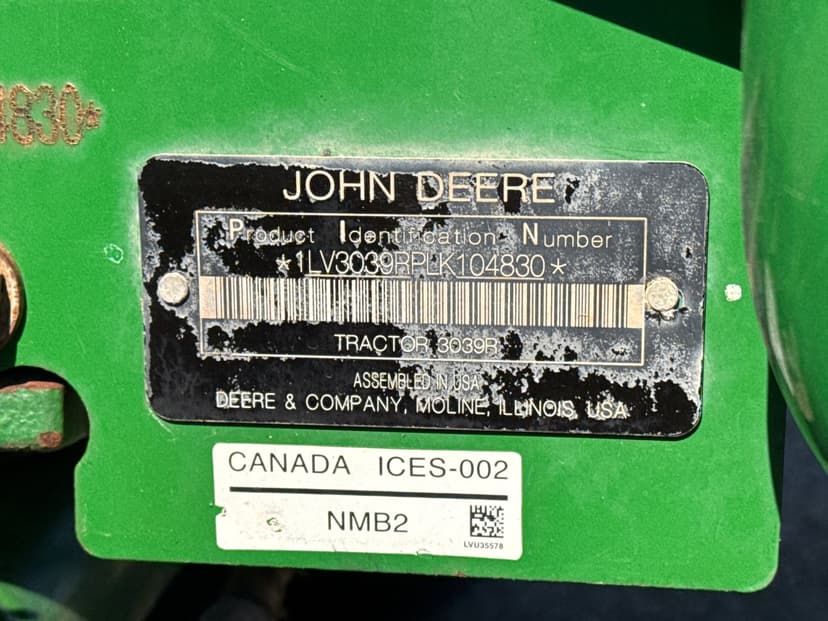 4830*
JOHN DEERE
Product Identification Number
*1LV3039RPLK104830*
TRACTOR 3039R
ASSEMBLED IN USA
DEERE & COMPANY, MOLINE, ILLINOIS, USA
CANADA ICES-002
NMB2
LVU35578